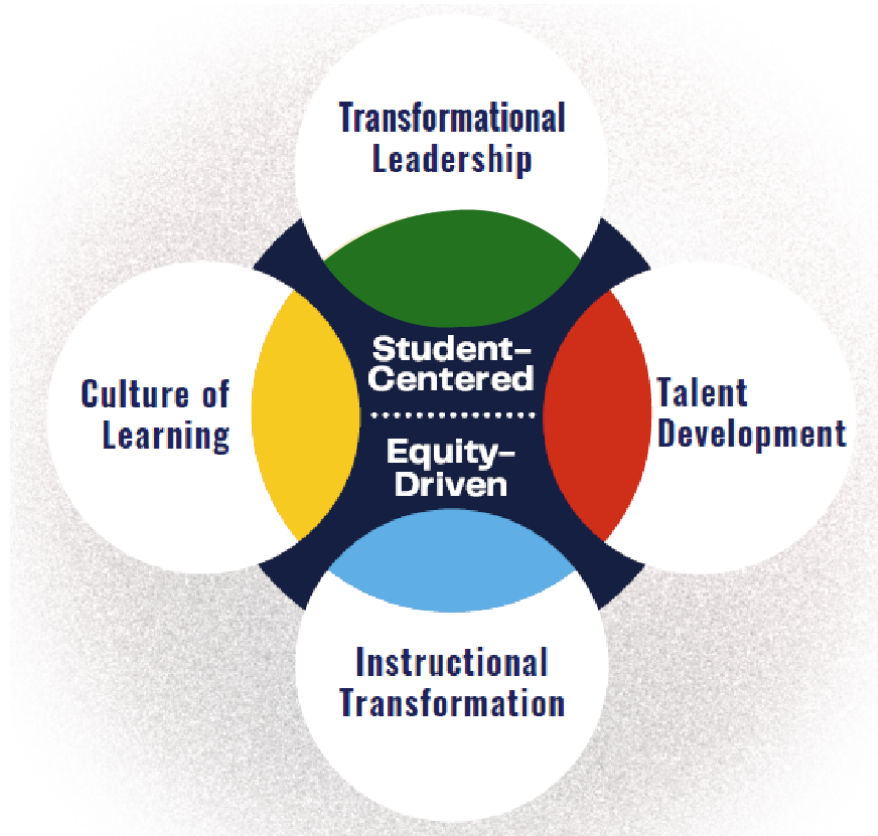 Transformational
Leadership
Culture of
Learning
Student–
Centered
Equity–
Driven
Talent
Development
Instructional
Transformation